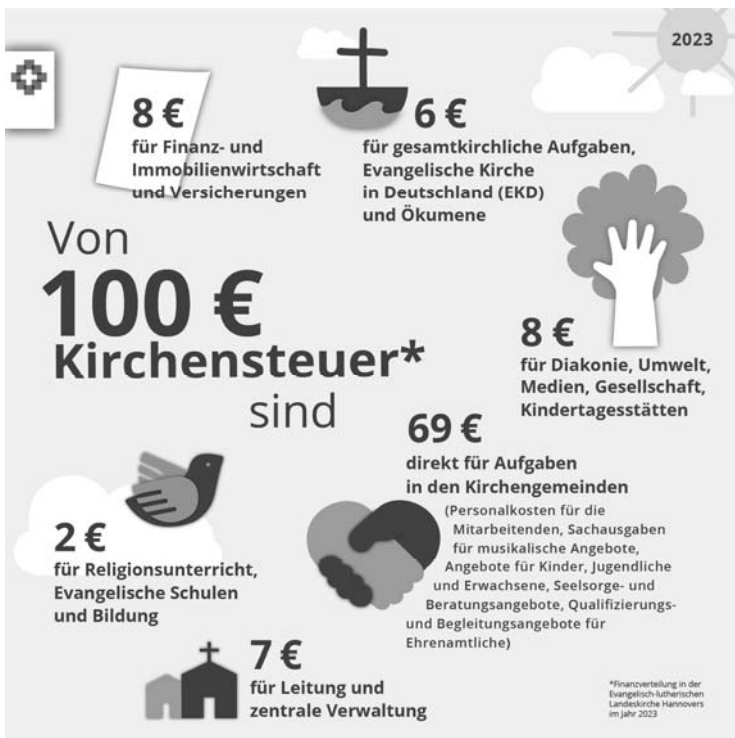 2023
8 €
für Finanz- und
Immobilienwirtschaft
und Versicherungen
6 €
für gesamtkirchliche Aufgaben,
Evangelische Kirche
in Deutschland (EKD)
und Ökumene
Von
100 €
Kirchensteuer*
sind
8 €
für Diakonie, Umwelt,
Medien, Gesellschaft,
Kindertagesstätten
69 €
direkt für Aufgaben
in den Kirchengemeinden
(Personalkosten für die
Mitarbeitenden, Sachausgaben
für musikalische Angebote,
Angebote für Kinder, Jugendliche
und Erwachsene, Seelsorge- und
Beratungsangebote, Qualifizierungs-
und Begleitungsangebote für
Ehrenamtliche)
2 €
für Religionsunterricht,
Evangelische Schulen
und Bildung
7 €
für Leitung und
zentrale Verwaltung
*Finanzverteilung in der
Evangelisch-lutherischen
Landeskirche Hannovers
im Jahr 2023